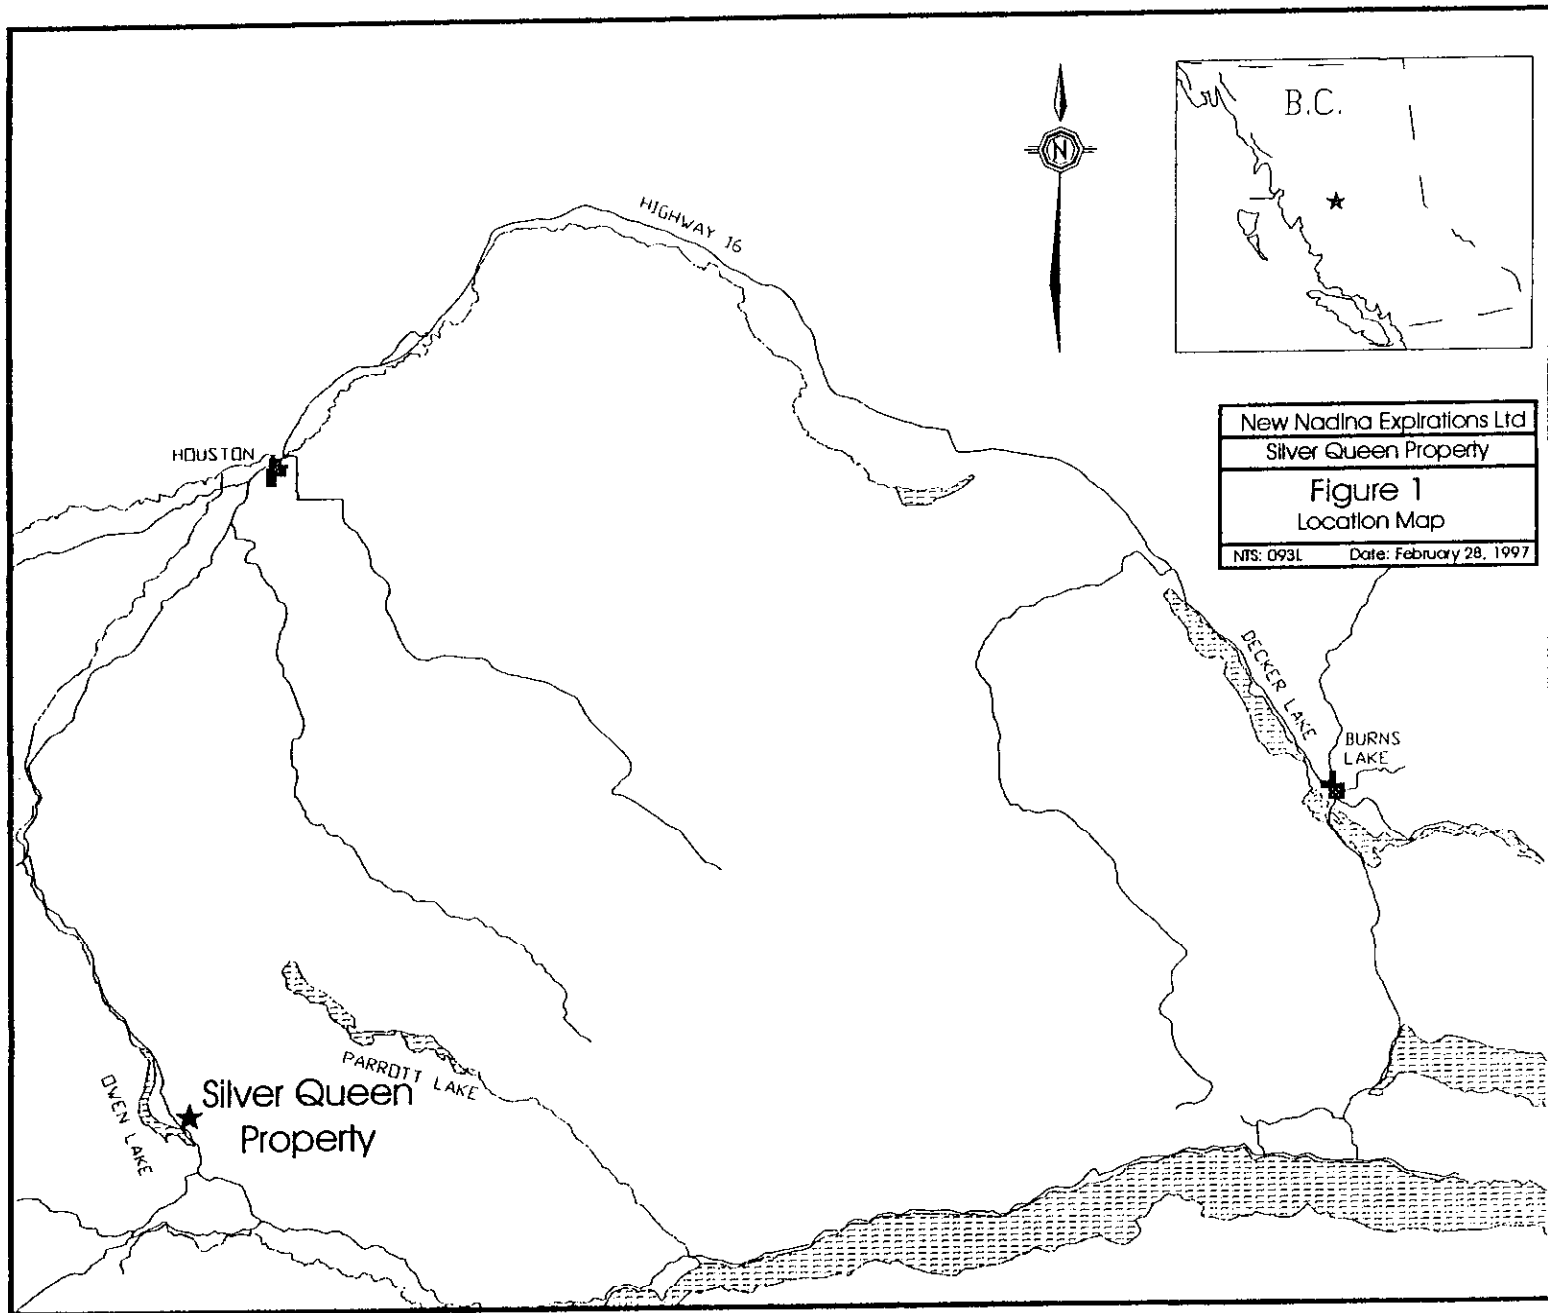 B.C.
N
HIGHWAY 16
New Nadina Expirations Ltd
Silver Queen Property
Figure 1
Location Map
NTS: 093L Date: February 28, 1997
HOUSTON
DECKER LAKE
BURNS
LAKE
PARROTT LAKE
OWEN LAKE
Silver Queen
Property